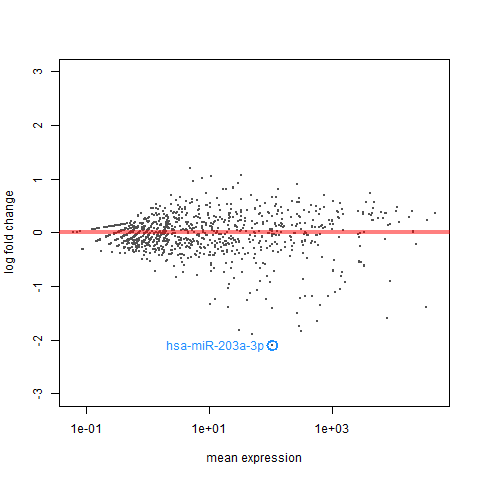 3
2
1
0
-1
-2
-3
log fold change
hsa-miR-203a-3p
1e-01
1e+01
1e+03
mean expression